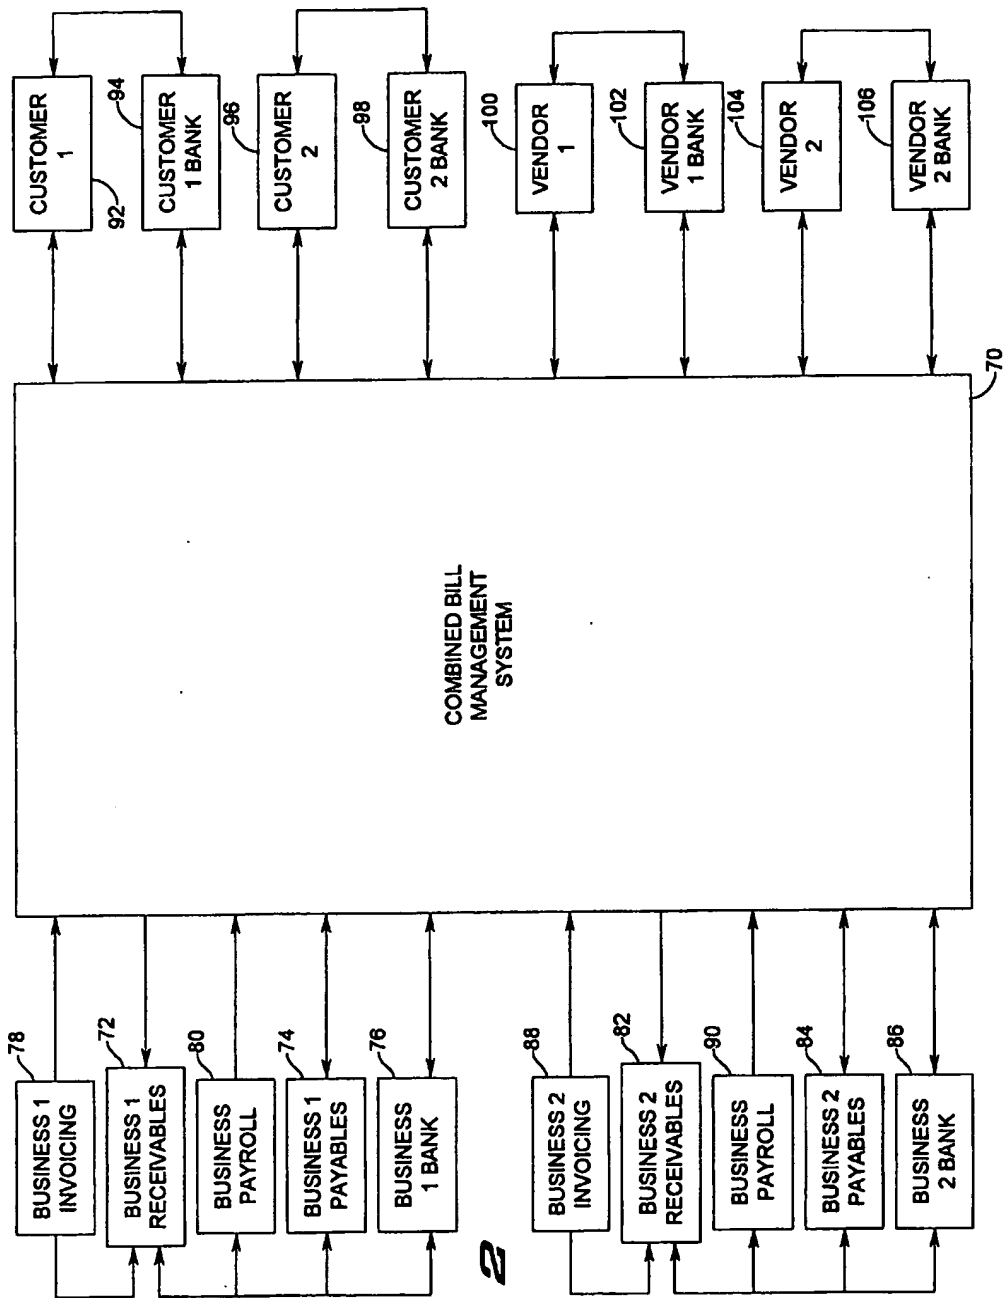 78
BUSINESS 1
INVOICING
72
BUSINESS 1
RECEIVABLES
80
BUSINESS
PAYROLL
74
BUSINESS 1
PAYABLES
76
BUSINESS
1 BANK
2
88
BUSINESS 2
INVOICING
82
BUSINESS 2
RECEIVABLES
90
BUSINESS
PAYROLL
84
BUSINESS 2
PAYABLES
86
BUSINESS
2 BANK
COMBINED BILL
MANAGEMENT
SYSTEM
70
CUSTOMER
1
92
94
CUSTOMER
1 BANK
96
CUSTOMER
2
98
CUSTOMER
2 BANK
100
VENDOR
1
102
VENDOR
1 BANK
104
VENDOR
2
106
VENDOR
2 BANK